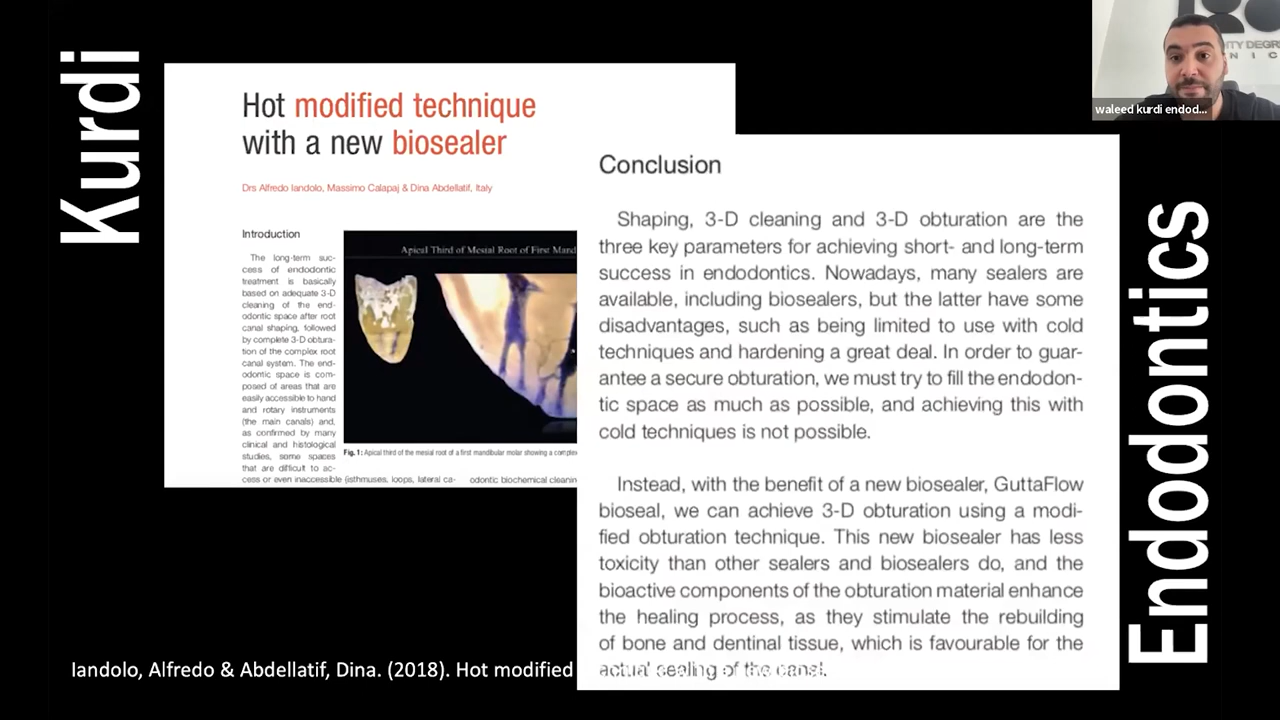 Kurdi
Hot modified technique
with a new biosealer
Drs Alfredo Iandolo, Massimo Calapaj & Dina Abdellatif, Italy
Introduction
The long-term suc-
cess of endodontic
treatment is basically
based on adequate 3-D
cleaning of the end-
odontic space after root
canal shaping, followed
by complete 3-D obtura-
tion of the complex root
canal system. The end-
odontic space is com-
posed of areas that are
easily accessible to hand
and rotary instruments
(the main canals) and,
as confirmed by many
clinical and histological
studies, some spaces
that are difficult to ac-
cess or even inaccessible (isthmuses, loops, lateral ca-
Apical Third of Mesial Root of First Mand
Fig. 1: Apical third of the mesial root of a first mandibular molar showing a complex
odontic biochemical cleanin
Conclusion
Shaping, 3-D cleaning and 3-D obturation are the
three key parameters for achieving short- and long-term
success in endodontics. Nowadays, many sealers are
available, including biosealers, but the latter have some
disadvantages, such as being limited to use with cold
techniques and hardening a great deal. In order to guar-
antee a secure obturation, we must try to fill the endodon-
tic space as much as possible, and achieving this with
cold techniques is not possible.
Instead, with the benefit of a new biosealer, GuttaFlow
bioseal, we can achieve 3-D obturation using a modi-
fied obturation technique. This new biosealer has less
toxicity than other sealers and biosealers do, and the
bioactive components of the obturation material enhance
the healing process, as they stimulate the rebuilding
of bone and dentinal tissue, which is favourable for the
actual sealing of the canal.
Iandolo, Alfredo & Abdellatif, Dina. (2018). Hot modified
Endodontics
ITY DEGR
N I C
waleed kurdi endod...